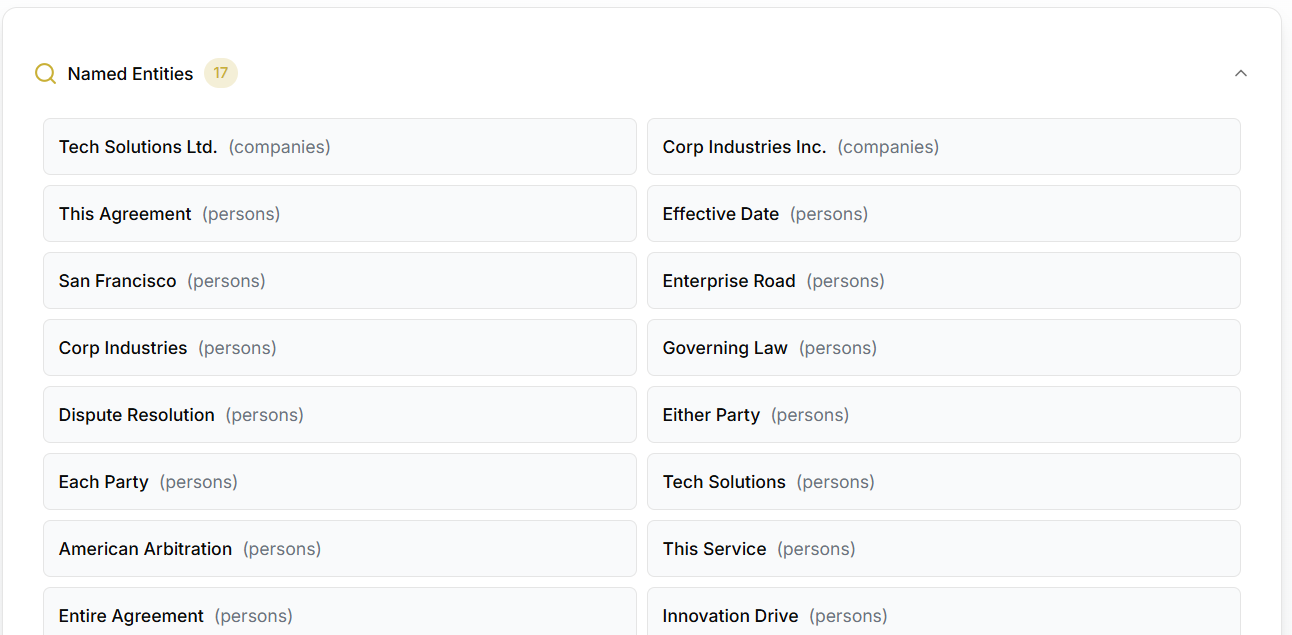 Named Entities 17
Tech Solutions Ltd. (companies)
Corp Industries Inc. (companies)
This Agreement (persons)
Effective Date (persons)
San Francisco (persons)
Enterprise Road (persons)
Corp Industries (persons)
Governing Law (persons)
Dispute Resolution (persons)
Either Party (persons)
Each Party (persons)
Tech Solutions (persons)
American Arbitration (persons)
This Service (persons)
Entire Agreement (persons)
Innovation Drive (persons)